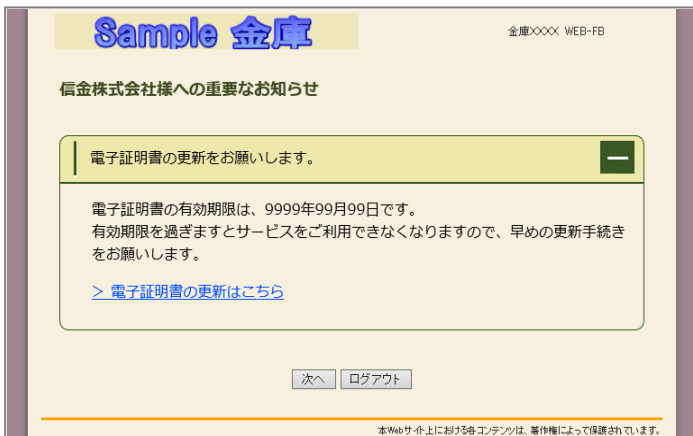 Sample 金庫
金庫XXXX WEB-FB
信金株式会社様への重要なお知らせ
電子証明書の更新をお願いします。
電子証明書の有効期限は、9999年99月99日です。
有効期限を過ぎますとサービスをご利用できなくなりますので、早めの更新手続き
をお願いします。
＞ 電子証明書の更新はこちら
次へ ログアウト
本Webサイト上における各コンテンツは、著作権によって保護されています。